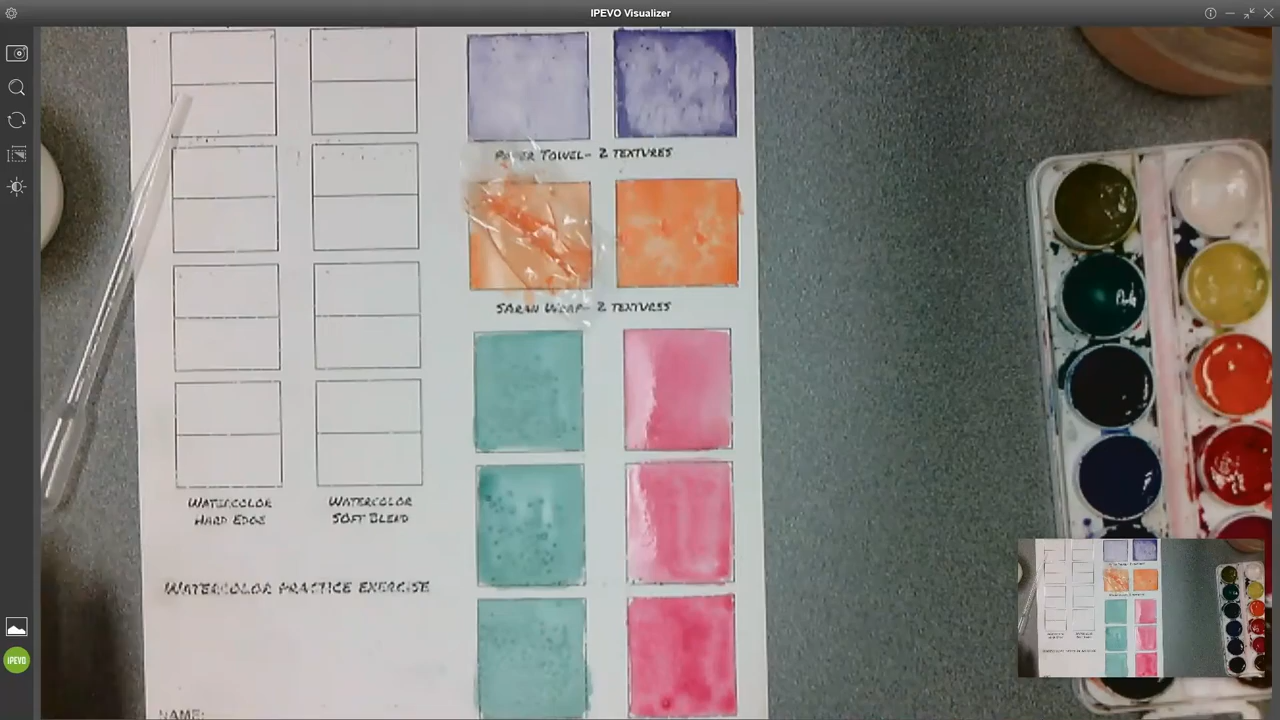 IPEVO Visualizer
PAPER TOWEL- 2 TEXTURES
SARAN WRAP- 2 TEXTURES
WATERCOLOR
HARD EDGE
WATERCOLOR
SOFT BLEND
WATERCOLOR PRACTICE EXERCISE
NAME:
iPEVO